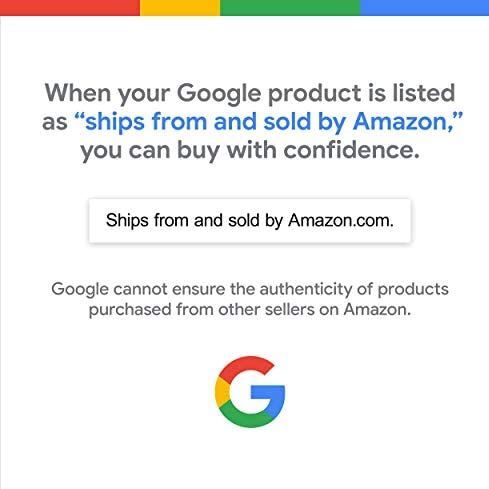 When your Google product is listed
as “ships from and sold by Amazon,”
you can buy with confidence.
Ships from and sold by Amazon.com.
Google cannot ensure the authenticity of products
purchased from other sellers on Amazon.
G